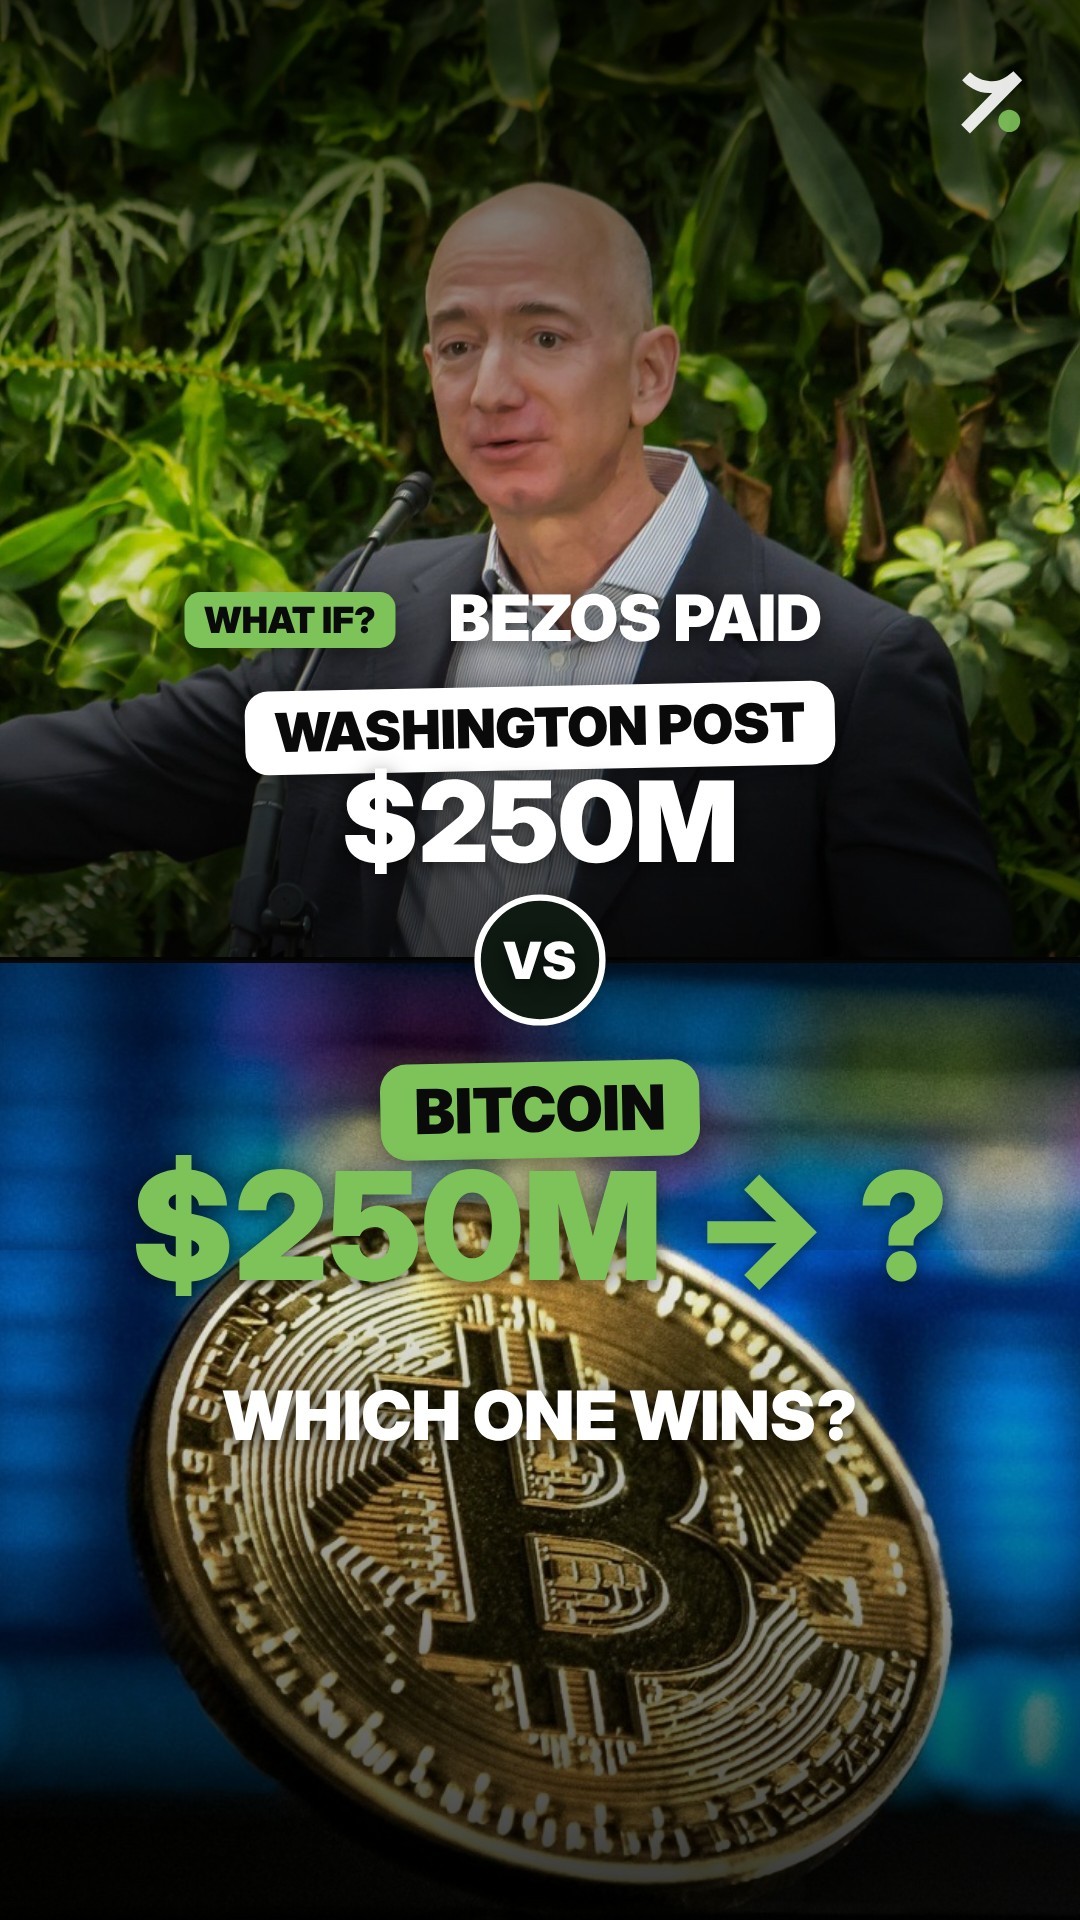 WHAT IF? BEZOS PAID
WASHINGTON POST
$250M
VS
BITCOIN
$250M → ?
WHICH ONE WINS?